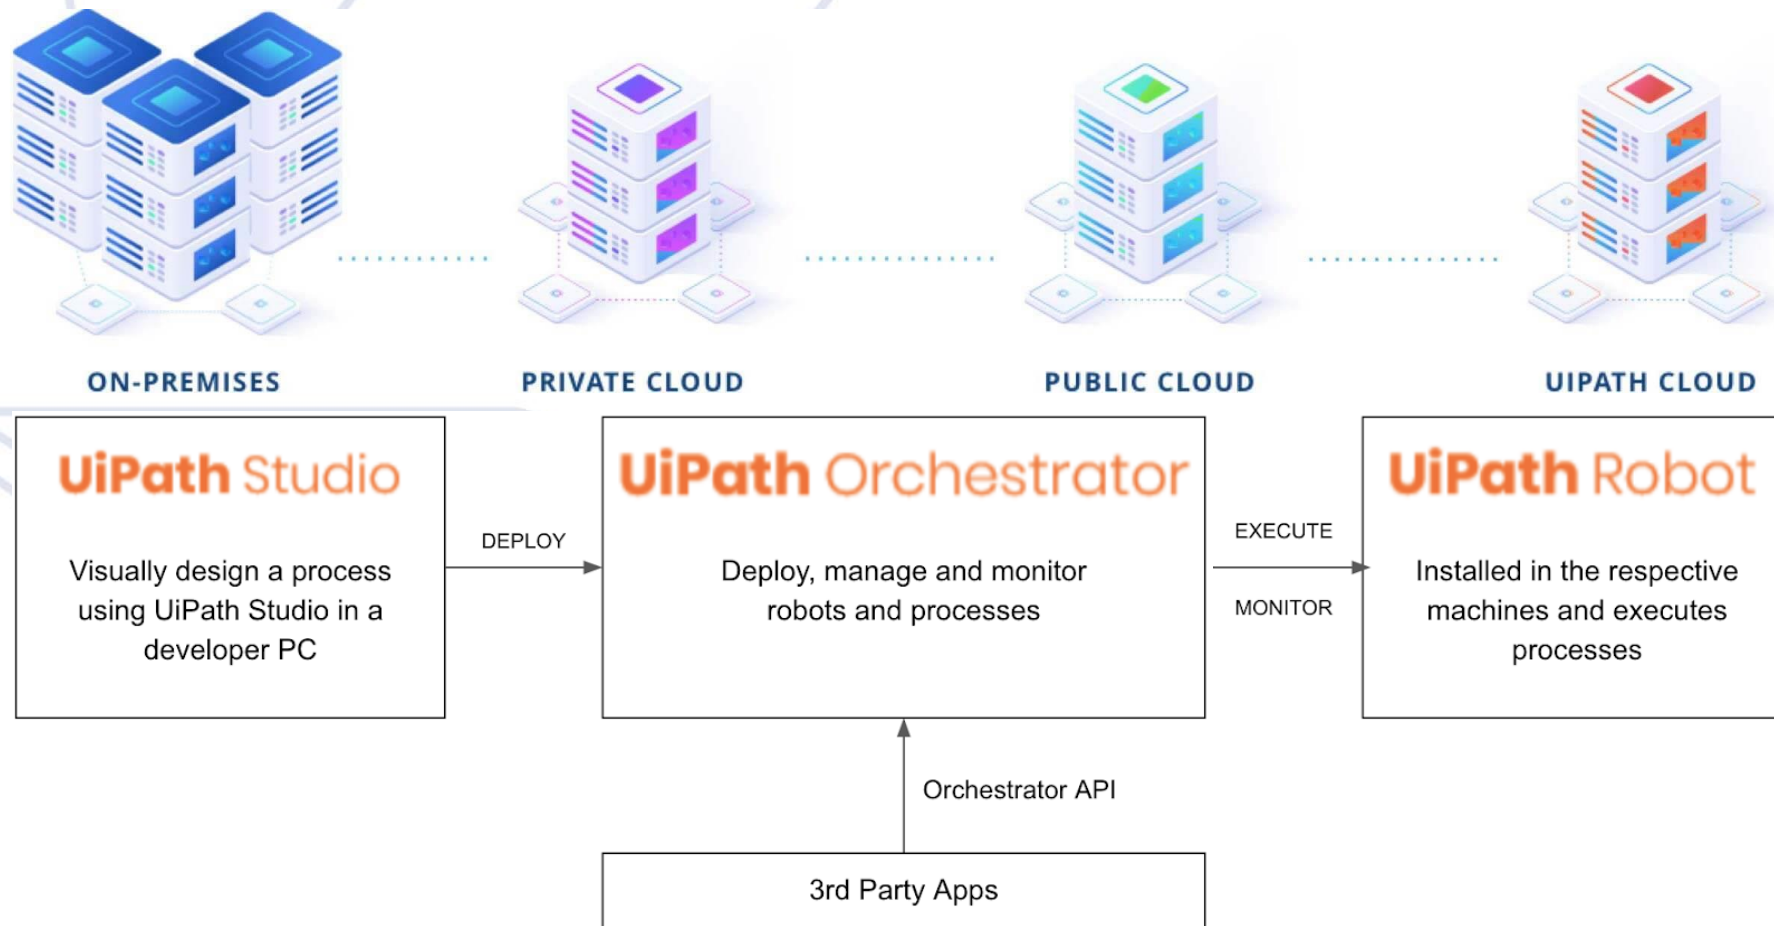 ON-PREMISES
PRIVATE CLOUD
PUBLIC CLOUD
UIPATH CLOUD
UiPath Studio
Visually design a process
using UiPath Studio in a
developer PC
DEPLOY
UiPath Orchestrator
Deploy, manage and monitor
robots and processes
EXECUTE
MONITOR
UiPath Robot
Installed in the respective
machines and executes
processes
Orchestrator API
3rd Party Apps